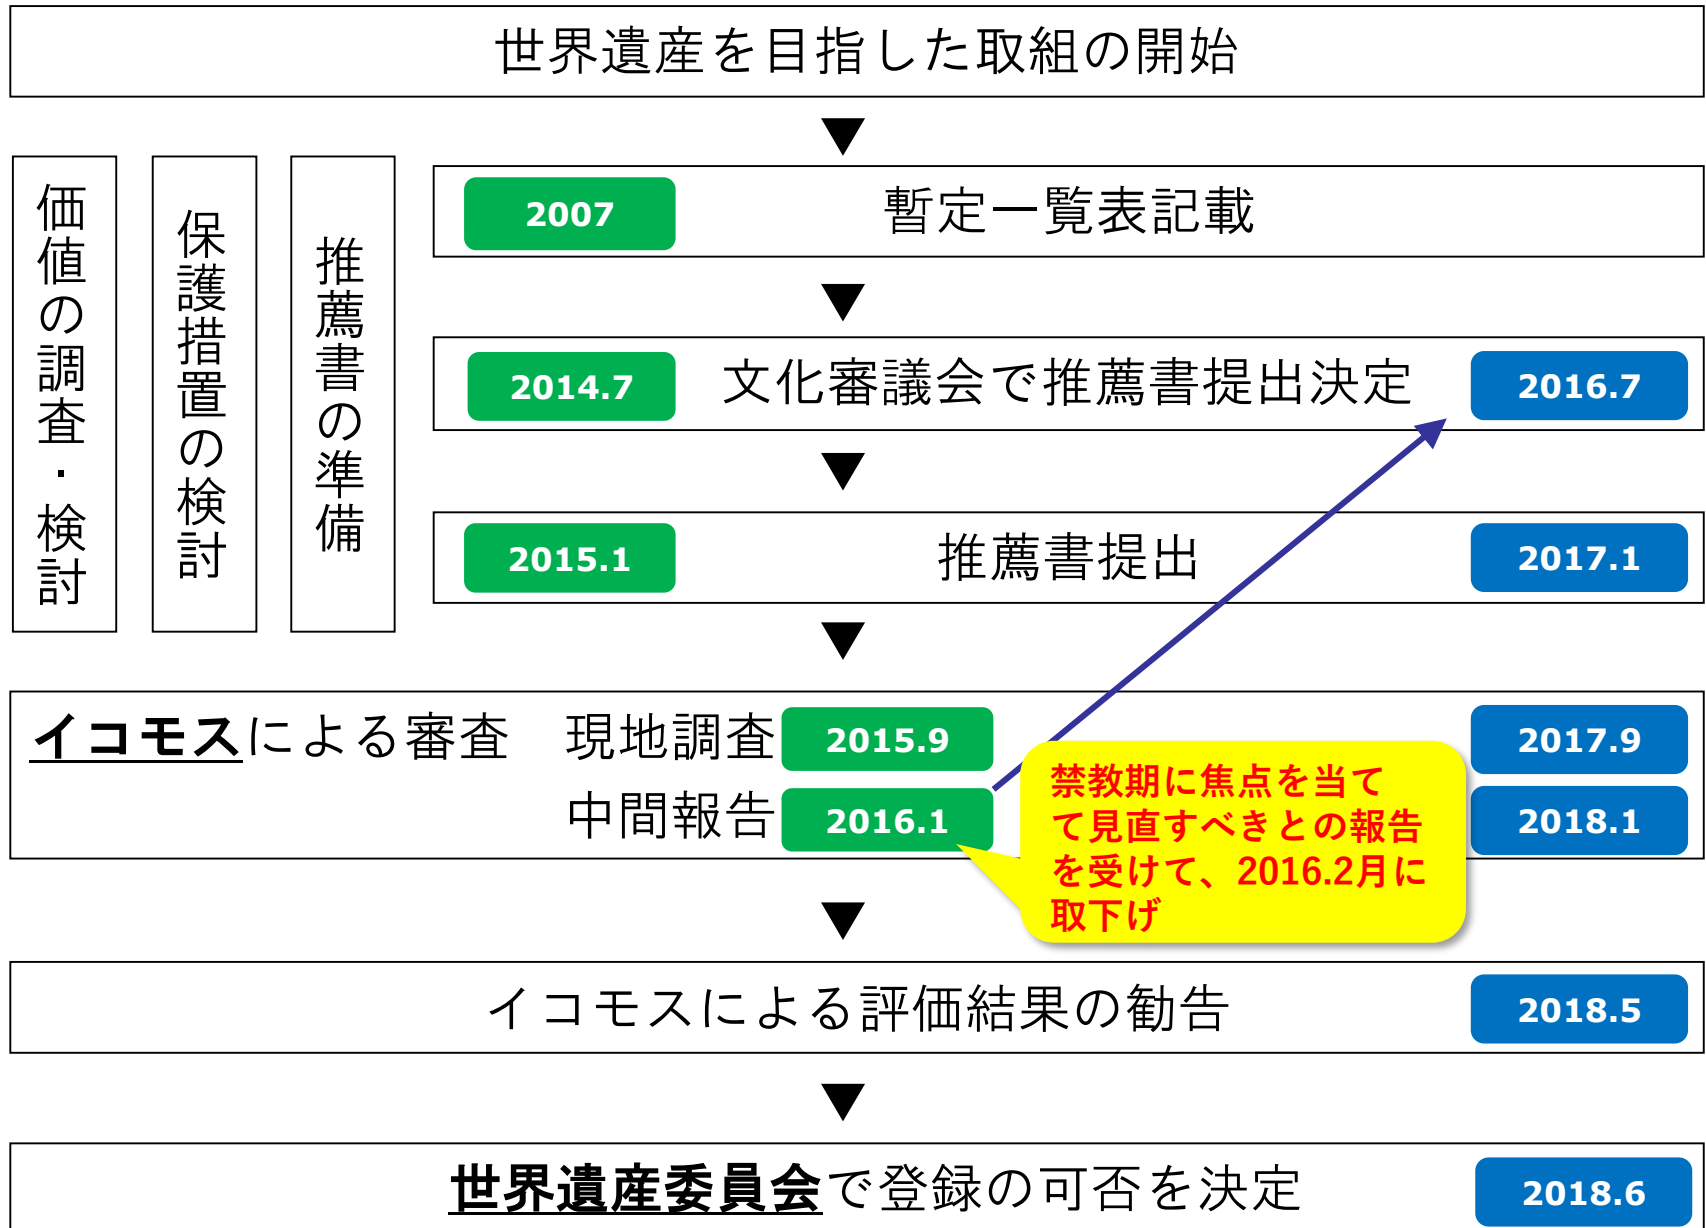 世界遺産を目指した取組の開始
価値の調査・検討
保護措置の検討
推薦書の準備
2007 暫定一覧表記載
2014.7 文化審議会で推薦書提出決定 2016.7
2015.1 推薦書提出 2017.1
イコモスによる審査 現地調査 2015.9 2017.9
中間報告 2016.1 2018.1
禁教期に焦点を当て
て見直すべきとの報告
を受けて、2016.2月に
取下げ
イコモスによる評価結果の勧告 2018.5
世界遺産委員会で登録の可否を決定 2018.6